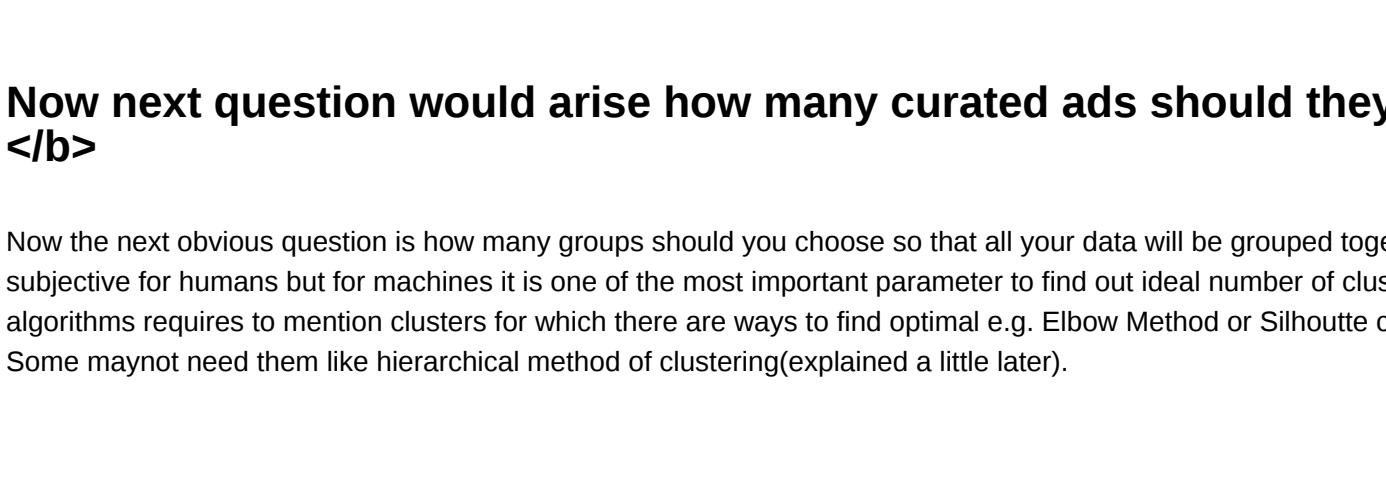 Now next question would arise how many curated ads should they
</b>
Now the next obvious question is how many groups should you choose so that all your data will be grouped
subjective for humans but for machines it is one of the most important parameter to find out ideal number of
algorithms requires to mention clusters for which there are ways to find optimal e.g. Elbow Method or Silhoutte
Some maynot need them like hierarchical method of clustering(explained a little later).